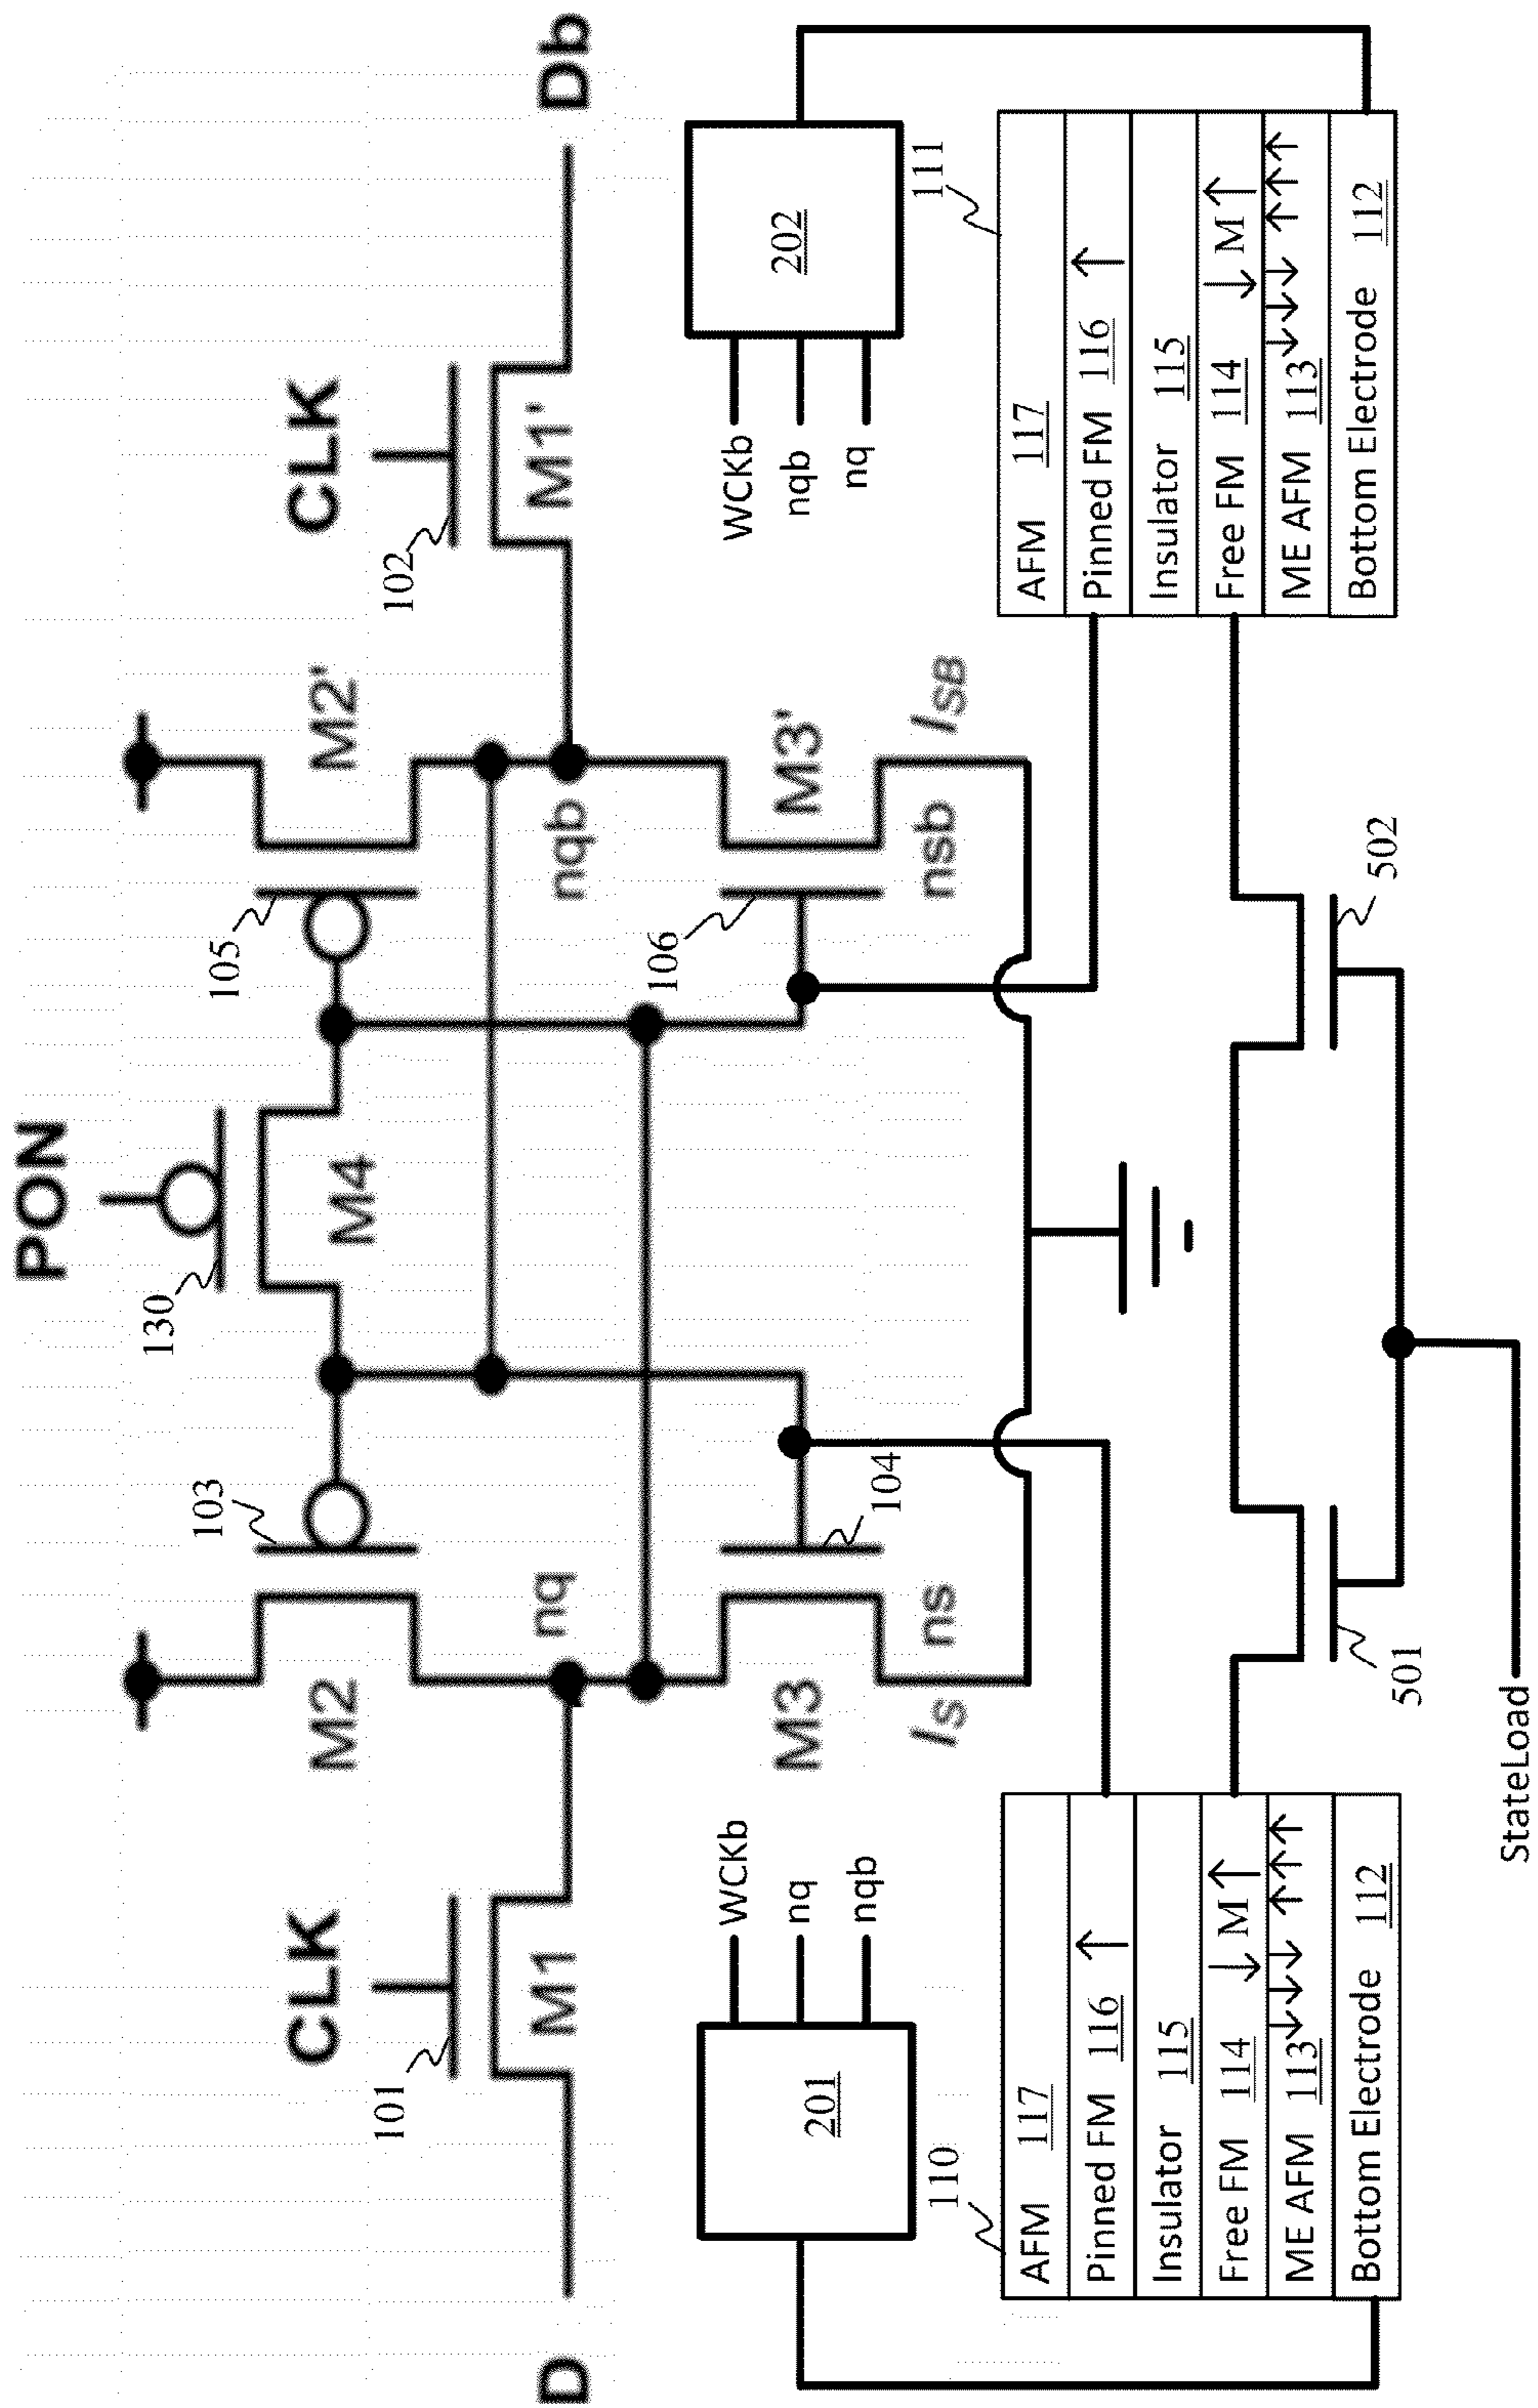 PON
130
M4
CLK
101
M1
D
CLK
102
M1'
Db
M2
103
nq
M3
104
ns
I_S
105
M2'
nqb
M3'
106
nsb
I_SB
WCKb
nq
nqb
201
110
AFM 117
Pinned FM 116 ↑
Insulator 115
Free FM 114 ↓ M ↑
ME AFM 113 ↓↓↓ ↑↑↑
Bottom Electrode 112
WCKb
nqb
nq
202
111
AFM 117
Pinned FM 116 ↑
Insulator 115
Free FM 114 ↓ M ↑
ME AFM 113 ↓↓↓ ↑↑↑
Bottom Electrode 112
501
502
StateLoad